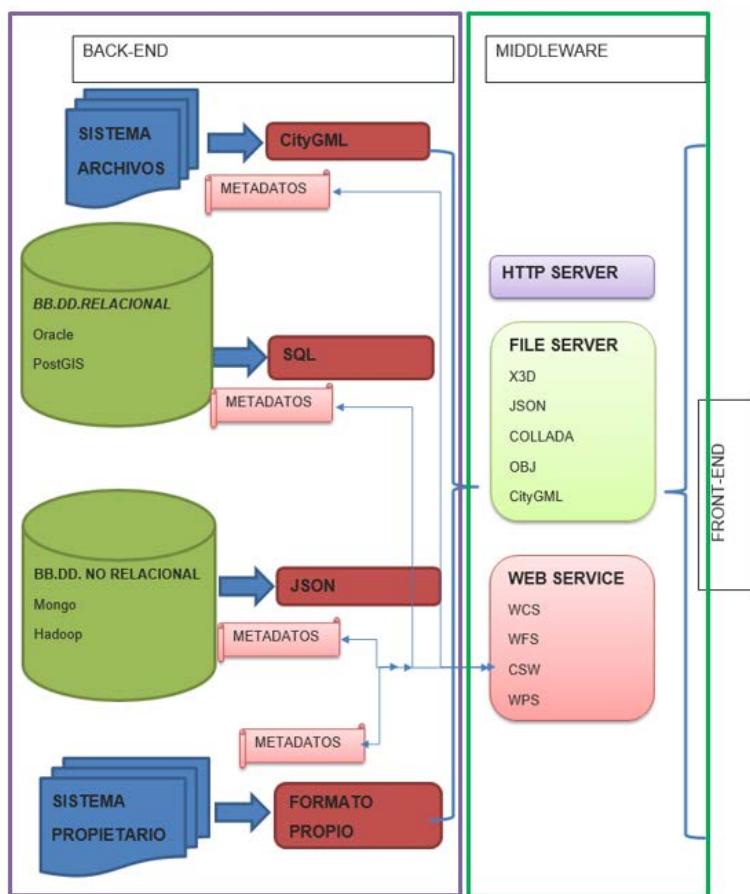 BACK-END
SISTEMA
ARCHIVOS
CityGML
METADATOS
BB.DD.RELACIONAL
Oracle
PostGIS
SQL
METADATOS
BB.DD. NO RELACIONAL
Mongo
Hadoop
JSON
METADATOS
METADATOS
SISTEMA
PROPIETARIO
FORMATO
PROPIO
MIDDLEWARE
HTTP SERVER
FILE SERVER
X3D
JSON
COLLADA
OBJ
CityGML
WEB SERVICE
WCS
WFS
CSW
WPS
FRONT-END